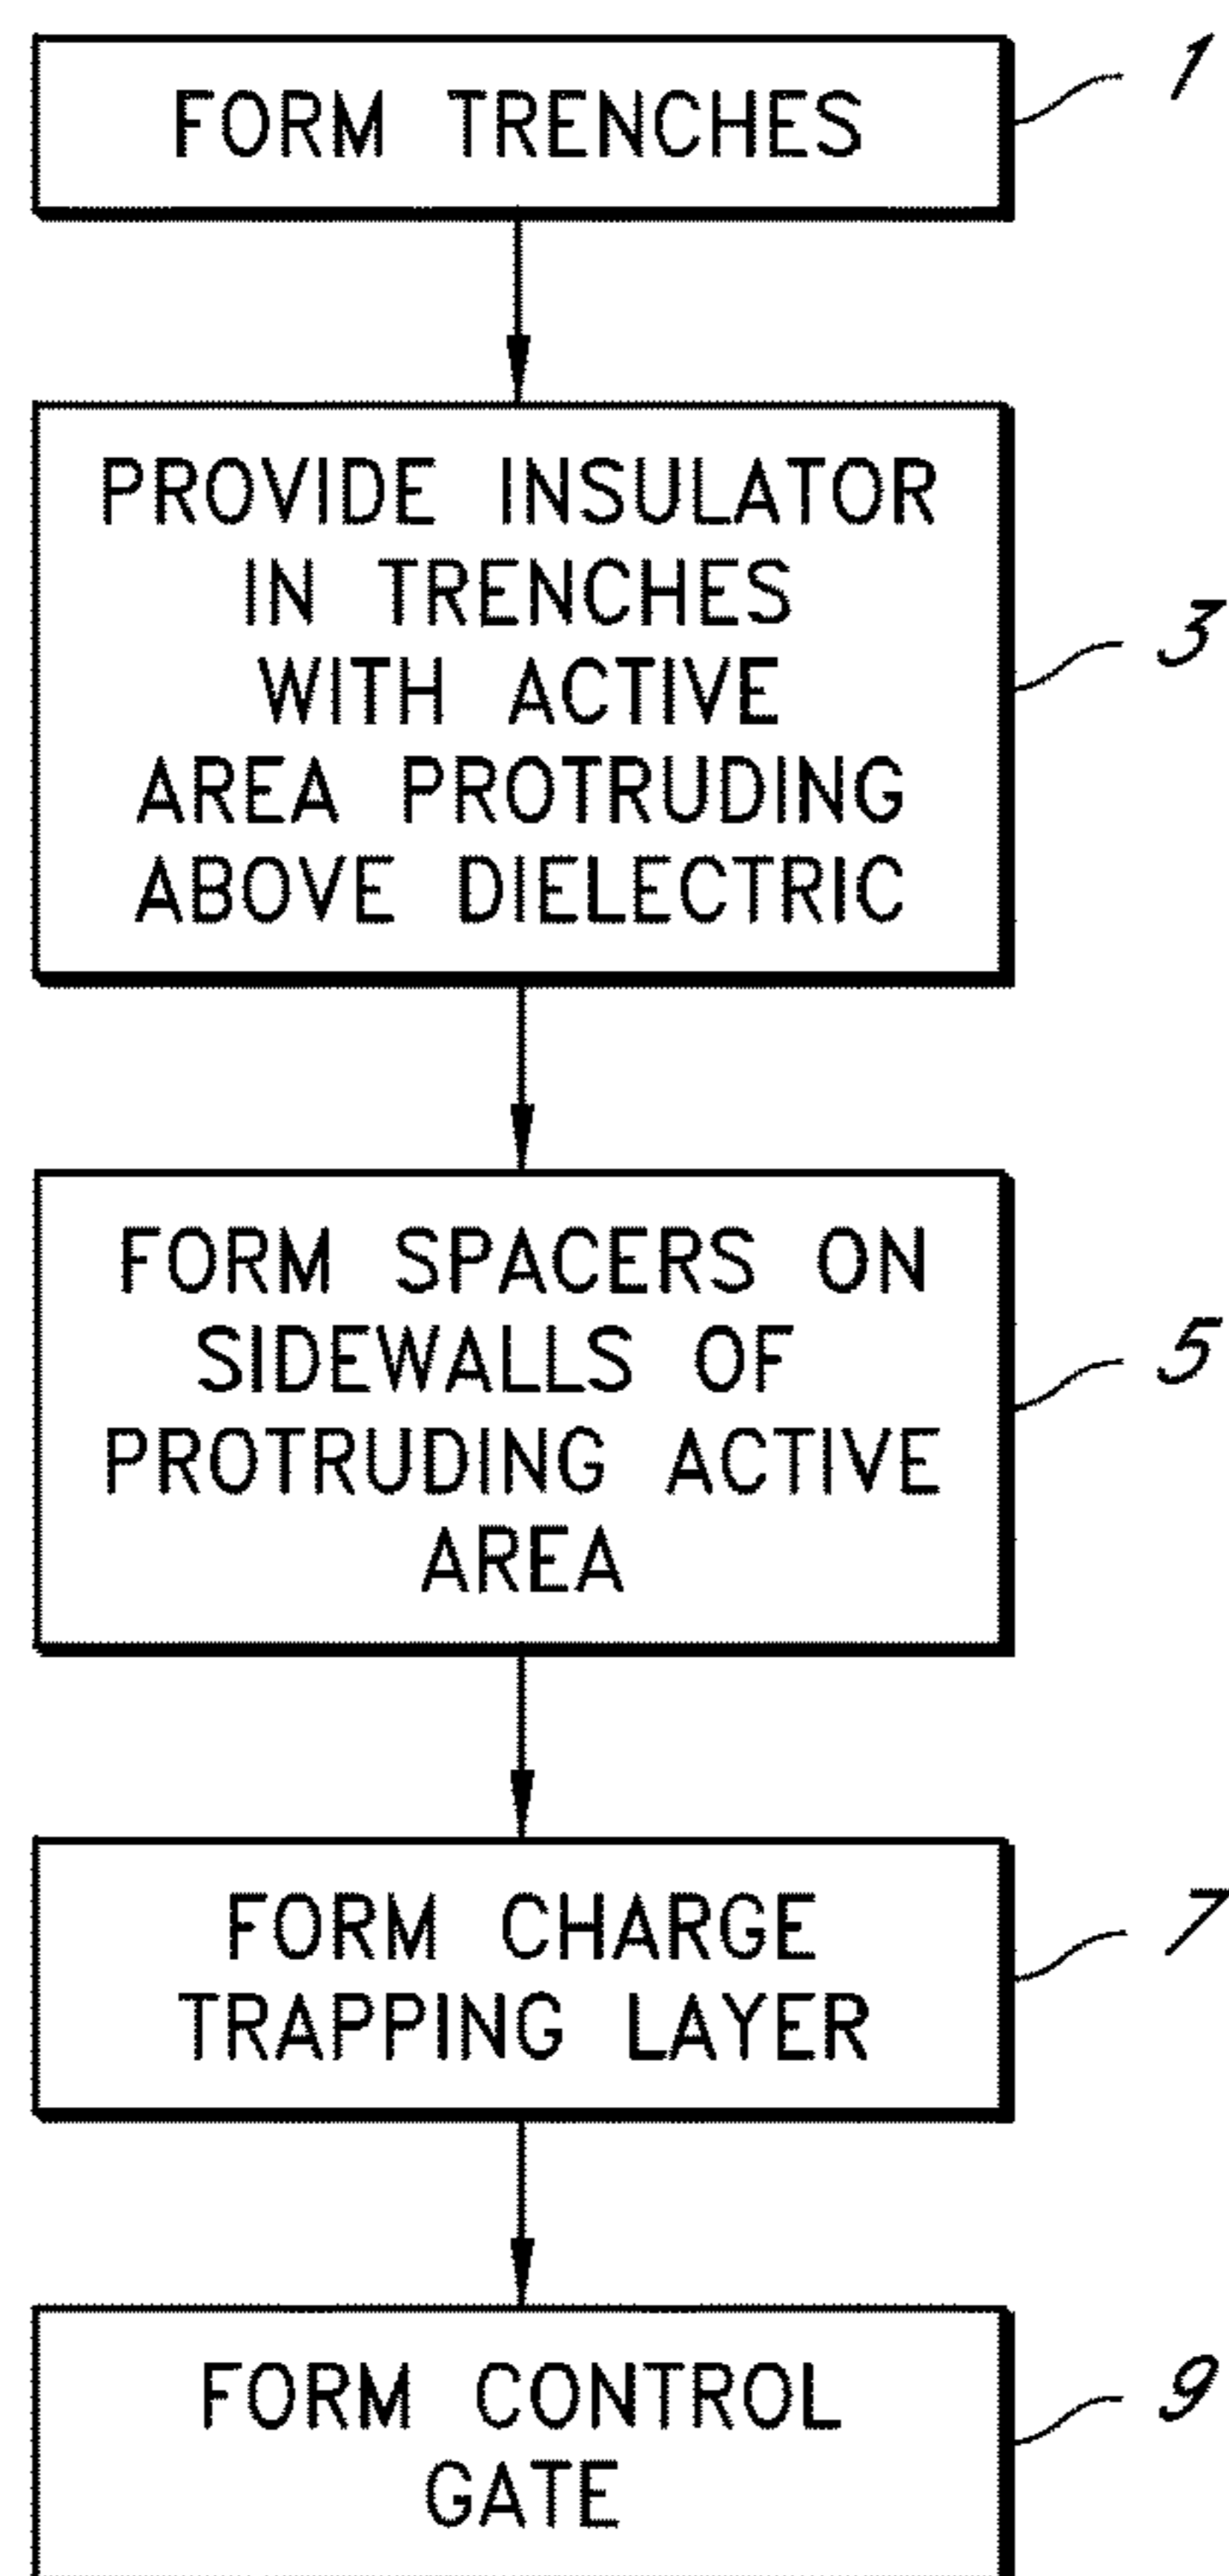 FORM TRENCHES
1
PROVIDE INSULATOR
IN TRENCHES
WITH ACTIVE
AREA PROTRUDING
ABOVE DIELECTRIC
3
FORM SPACERS ON
SIDEWALLS OF
PROTRUDING ACTIVE
AREA
5
FORM CHARGE
TRAPPING LAYER
7
FORM CONTROL
GATE
9